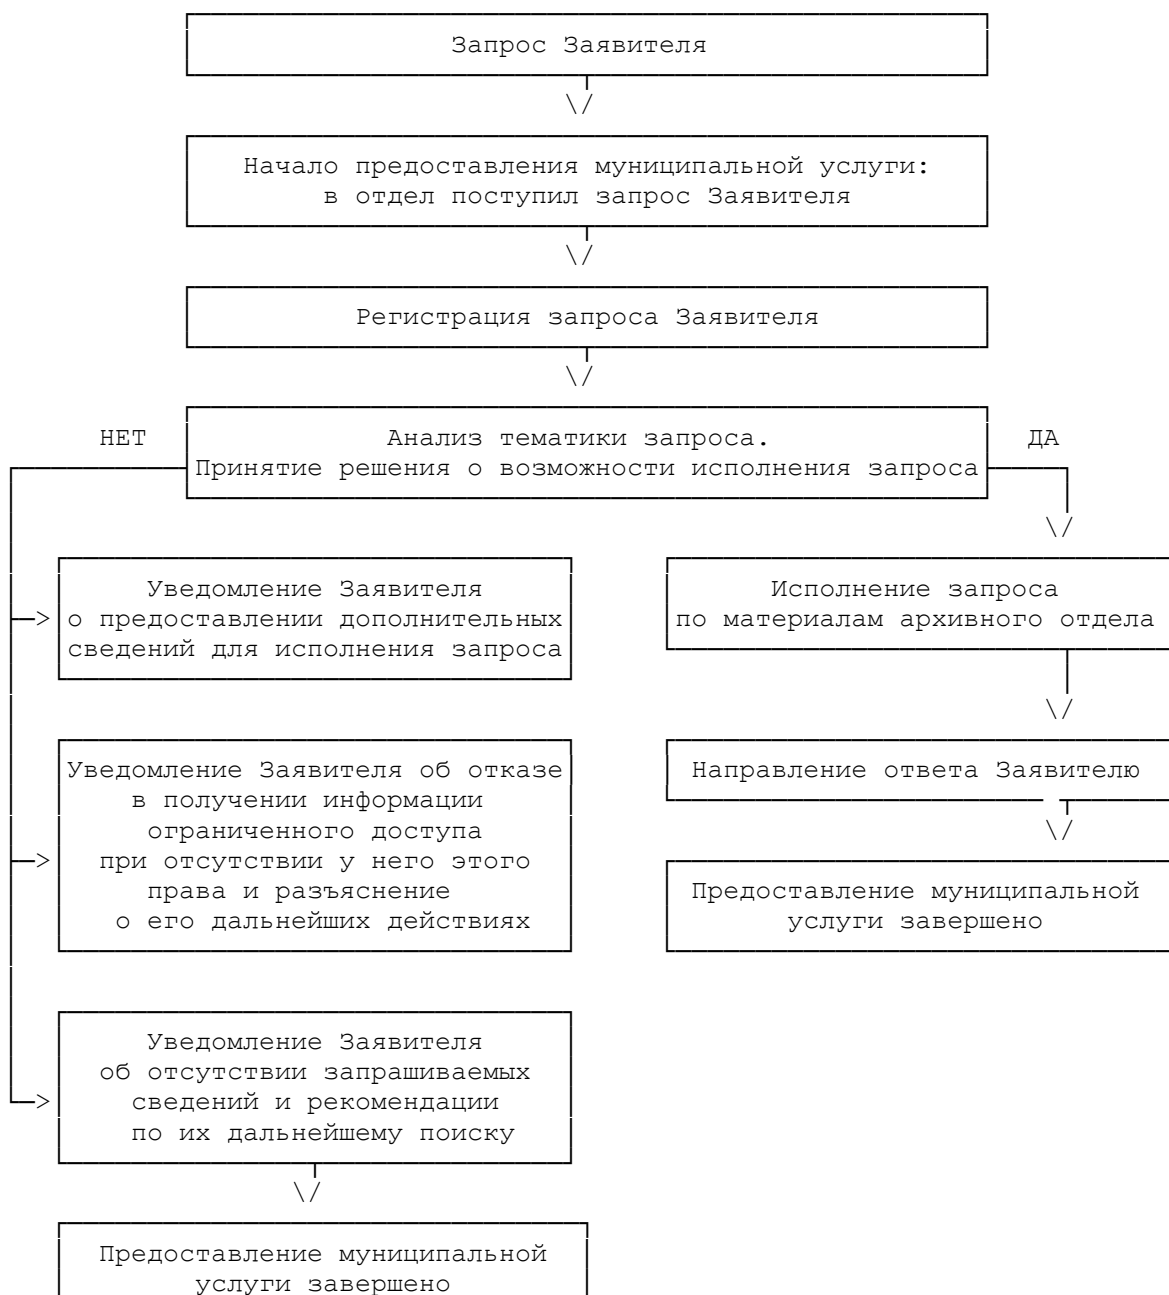 Запрос Заявителя
Начало предоставления муниципальной услуги:
в отдел поступил запрос Заявителя
Регистрация запроса Заявителя
НЕТ
Анализ тематики запроса.
Принятие решения о возможности исполнения запроса
ДА
Уведомление Заявителя
о предоставлении дополнительных
сведений для исполнения запроса
Исполнение запроса
по материалам архивного отдела
Уведомление Заявителя об отказе
в получении информации
ограниченного доступа
при отсутствии у него этого
права и разъяснение
о его дальнейших действиях
Направление ответа Заявителю
Предоставление муниципальной
услуги завершено
Уведомление Заявителя
об отсутствии запрашиваемых
сведений и рекомендации
по их дальнейшему поиску
Предоставление муниципальной
услуги завершено